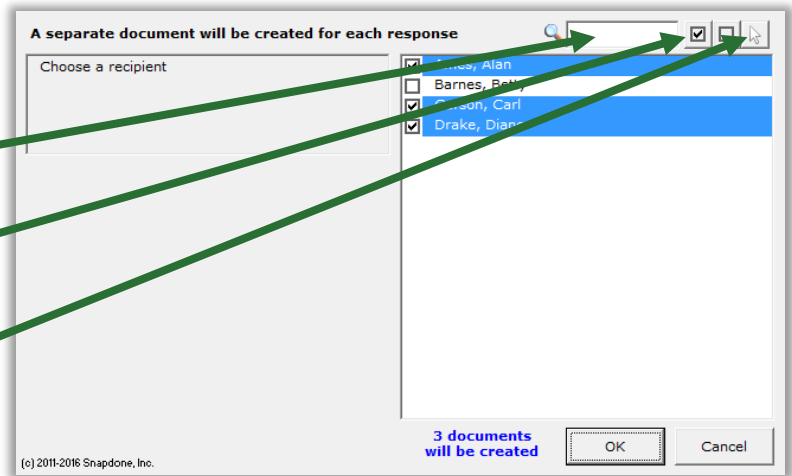 A separate document will be created for each response
Choose a recipient
Alan
Barnes, Betty
Carson, Carl
Drake, Diane
3 documents
will be created
OK
Cancel
(c) 2011-2016 Snapdone, Inc.